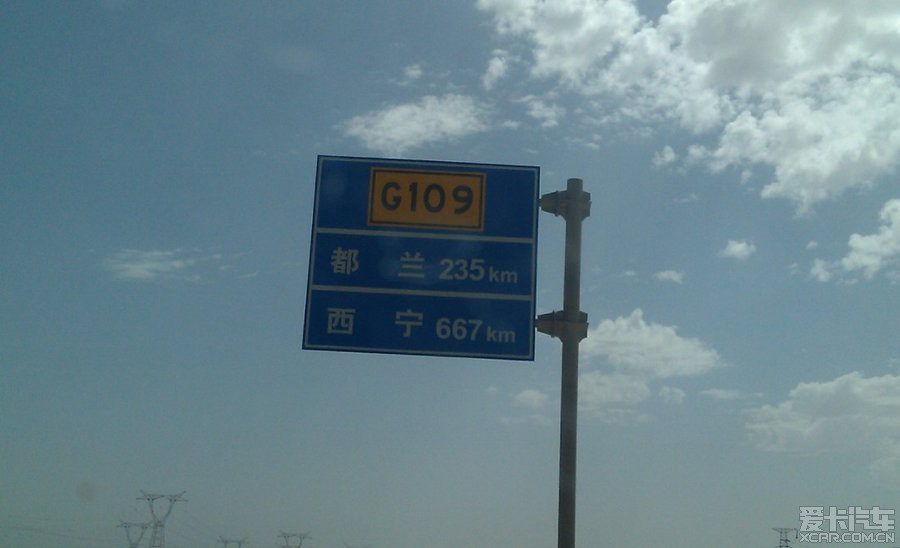 G109
都 兰 235km
西 宁 667km
爱卡汽车
XCAR.COM.CN